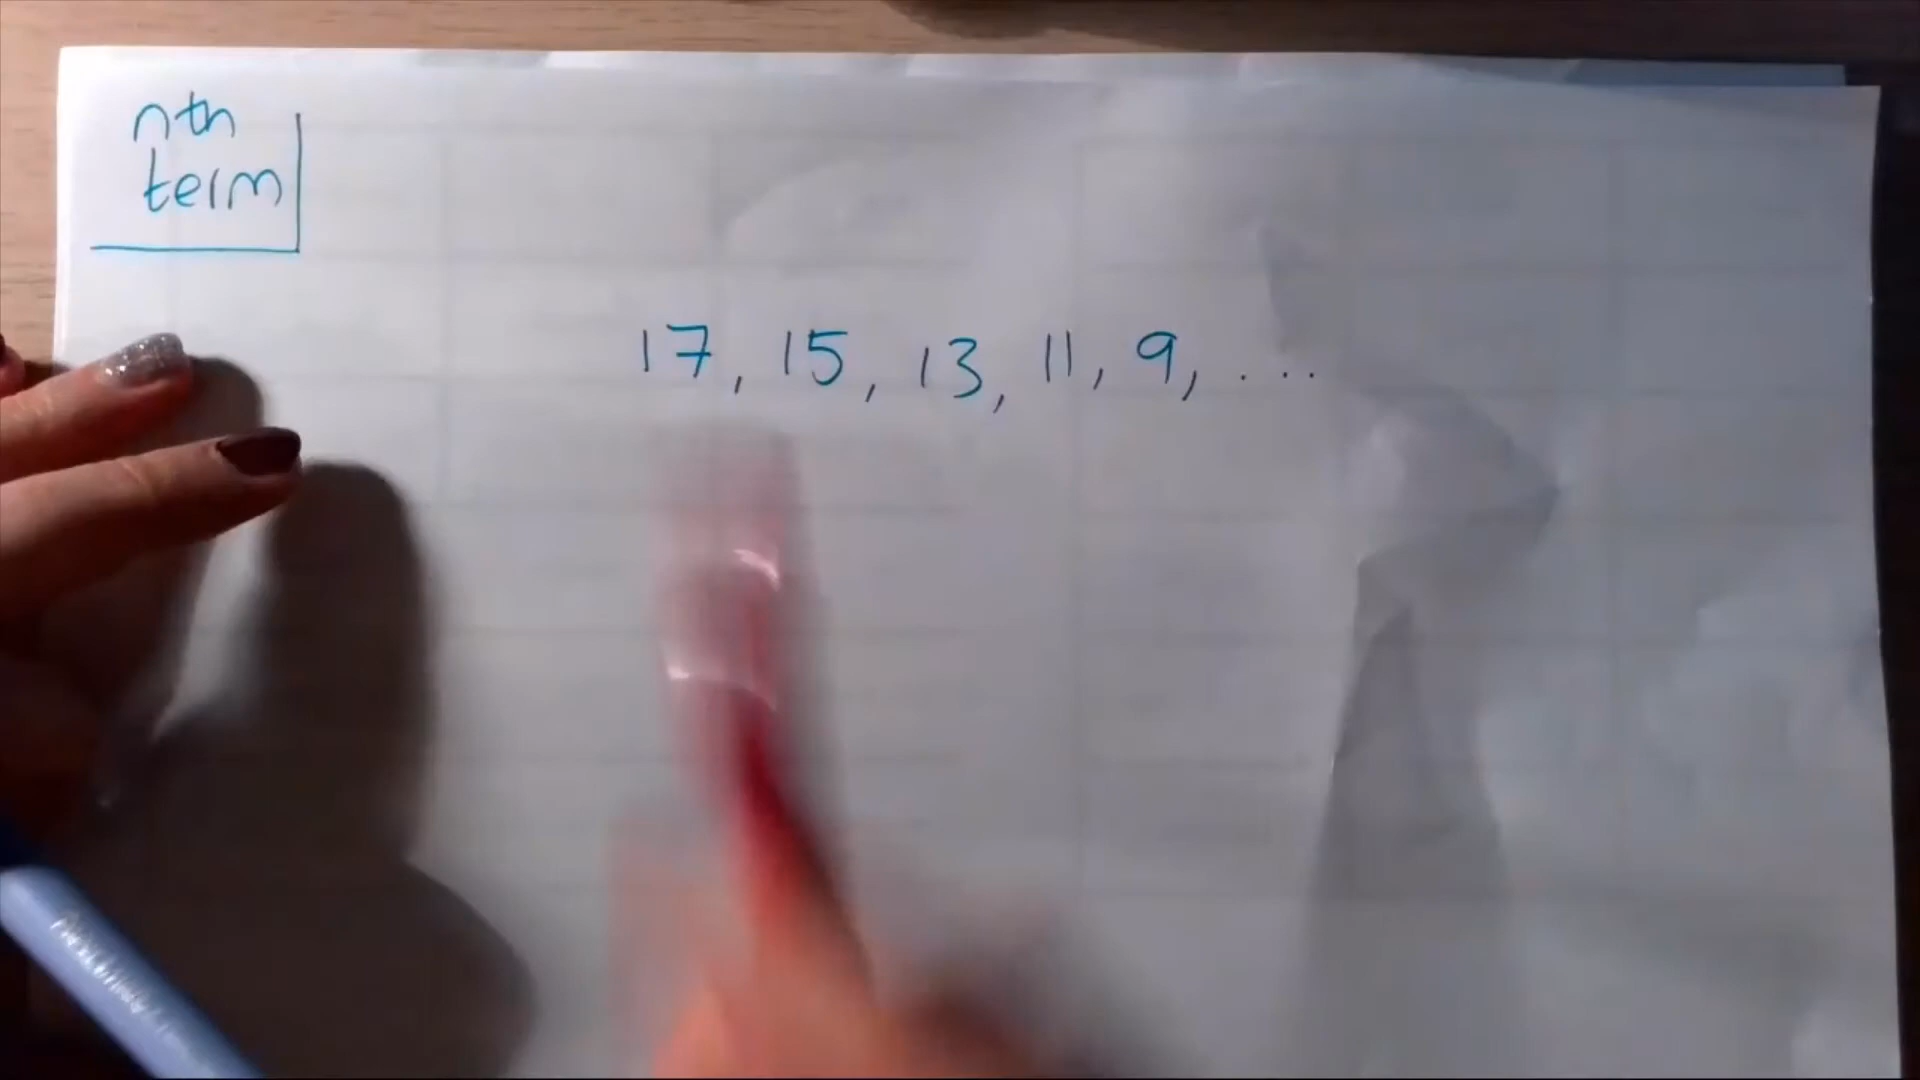 nth
term
17, 15, 13, 11, 9, ...